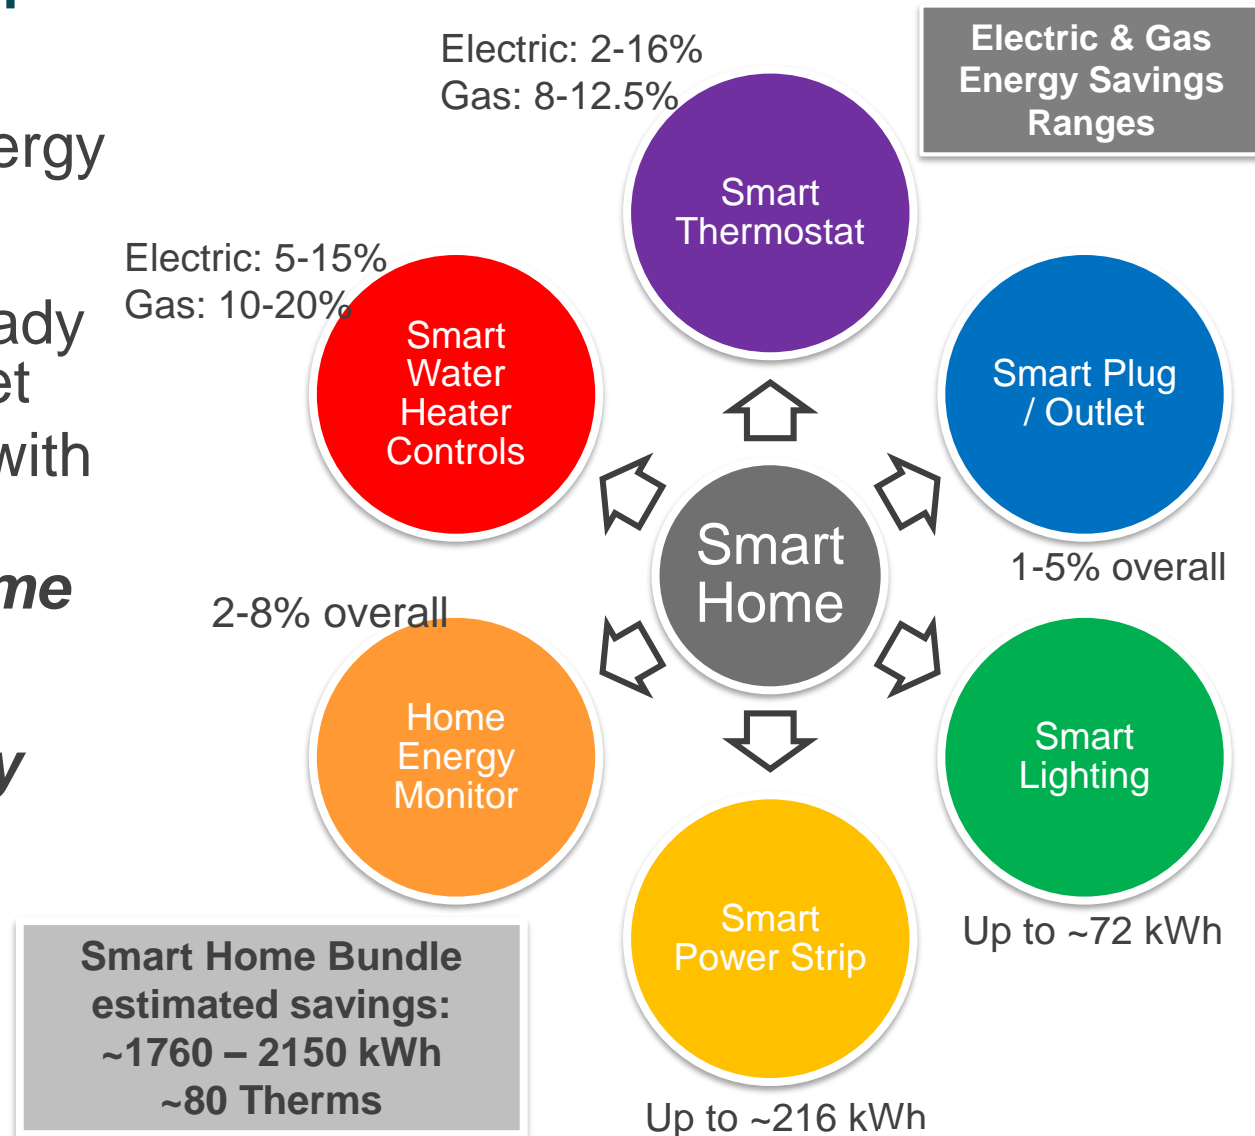 ergy
ady
et
with
me
y
Electric & Gas
Energy Savings
Ranges
Electric: 2-16%
Gas: 8-12.5%
Smart
Thermostat
Electric: 5-15%
Gas: 10-20%
Smart
Water
Heater
Controls
Smart Plug
/ Outlet
1-5% overall
Smart
Home
2-8% overall
Home
Energy
Monitor
Smart
Lighting
Up to ~72 kWh
Smart
Power Strip
Up to ~216 kWh
Smart Home Bundle
estimated savings:
~1760 – 2150 kWh
~80 Therms